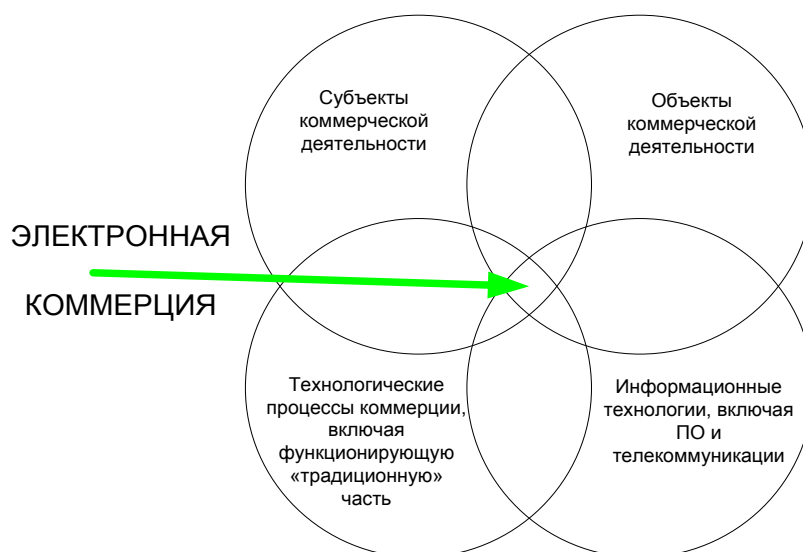 Субъекты
коммерческой
деятельности
Объекты
коммерческой
деятельности
ЭЛЕКТРОННАЯ
КОММЕРЦИЯ
Технологические
процессы коммерции,
включая
функционирующую
«традиционную»
часть
Информационные
технологии, включая
ПО и
телекоммуникации